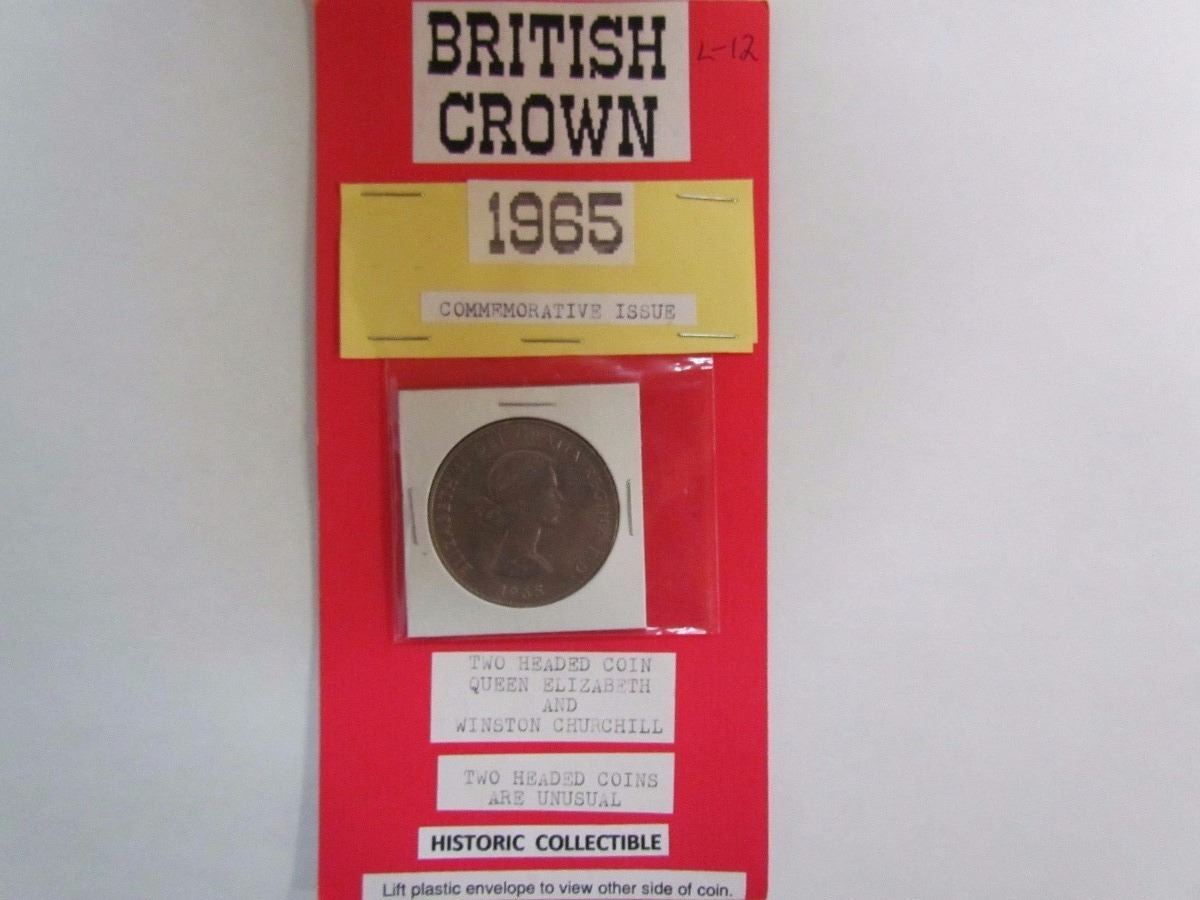 BRITISH
CROWN
L-12
1965
COMMEMORATIVE ISSUE
1965
TWO HEADED COIN
QUEEN ELIZABETH
AND
WINSTON CHURCHILL
TWO HEADED COINS
ARE UNUSUAL
HISTORIC COLLECTIBLE
Lift plastic envelope to view other side of coin.